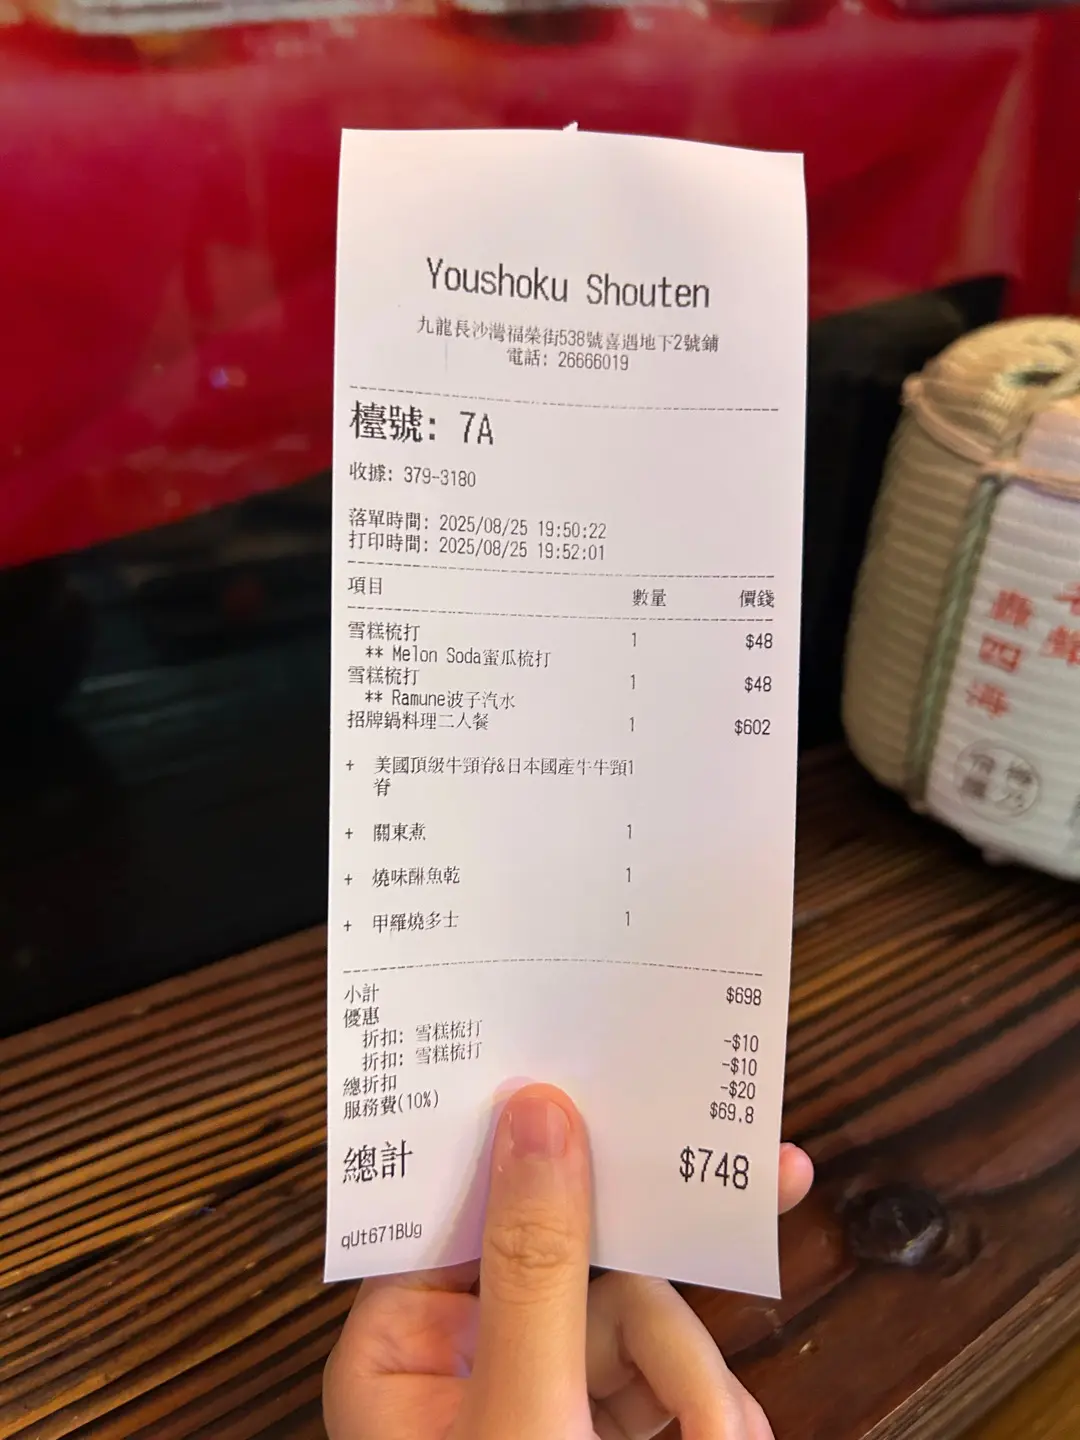 Youshoku Shouten
九龍長沙灣福榮街538號喜遇地下2號鋪
電話: 26666019
檯號: 7A
收據: 379-3180
落單時間: 2025/08/25 19:50:22
打印時間: 2025/08/25 19:52:01
項目 數量 價錢
雪糕梳打 1 $48
** Melon Soda蜜瓜梳打
雪糕梳打 1 $48
** Ramune波子汽水
招牌鍋料理二人餐 1 $602
+ 美國頂級牛頸脊&日本國產牛牛頸1
脊
+ 關東煮 1
+ 燒味醂魚乾 1
+ 甲羅燒多士 1
小計 $698
優惠
折扣: 雪糕梳打 -$10
折扣: 雪糕梳打 -$10
總折扣 -$20
服務費(10%) $69.8
總計 $748
qUt671BUg
四海